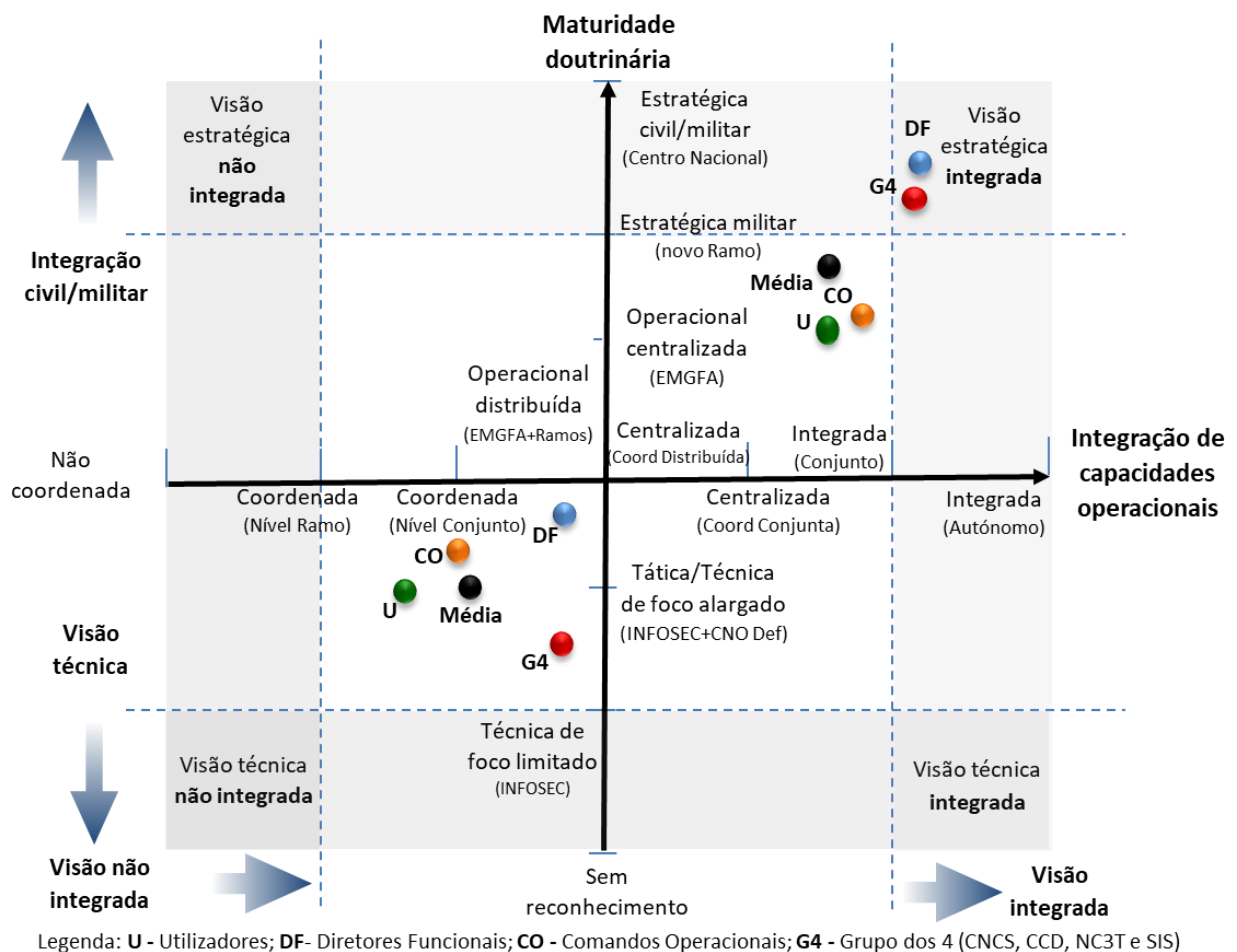 Maturidade
doutrinária
Visão
estratégica
não
integrada
Estratégica
civil/militar
(Centro Nacional)
DF
Visão
estratégica
integrada
G4
Integração
civil/militar
Estratégica militar
(novo Ramo)
Média
CO
U
Operacional
centralizada
(EMGFA)
Operacional
distribuída
(EMGFA+Ramos)
Centralizada
(Coord Distribuída)
Integrada
(Conjunto)
Integração de
capacidades
operacionais
Não
coordenada
Coordenada
(Nível Ramo)
Coordenada
(Nível Conjunto)
Centralizada
(Coord Conjunta)
Integrada
(Autónomo)
DF
CO
U
Média
G4
Tática/Técnica
de foco alargado
(INFOSEC+CNO Def)
Visão
técnica
Técnica de
foco limitado
(INFOSEC)
Visão técnica
não integrada
Visão técnica
integrada
Visão não
integrada
Sem
reconhecimento
Visão
integrada
Legenda: U - Utilizadores; DF- Diretores Funcionais; CO - Comandos Operacionais; G4 - Grupo dos 4 (CNCS, CCD, NC3T e SIS)